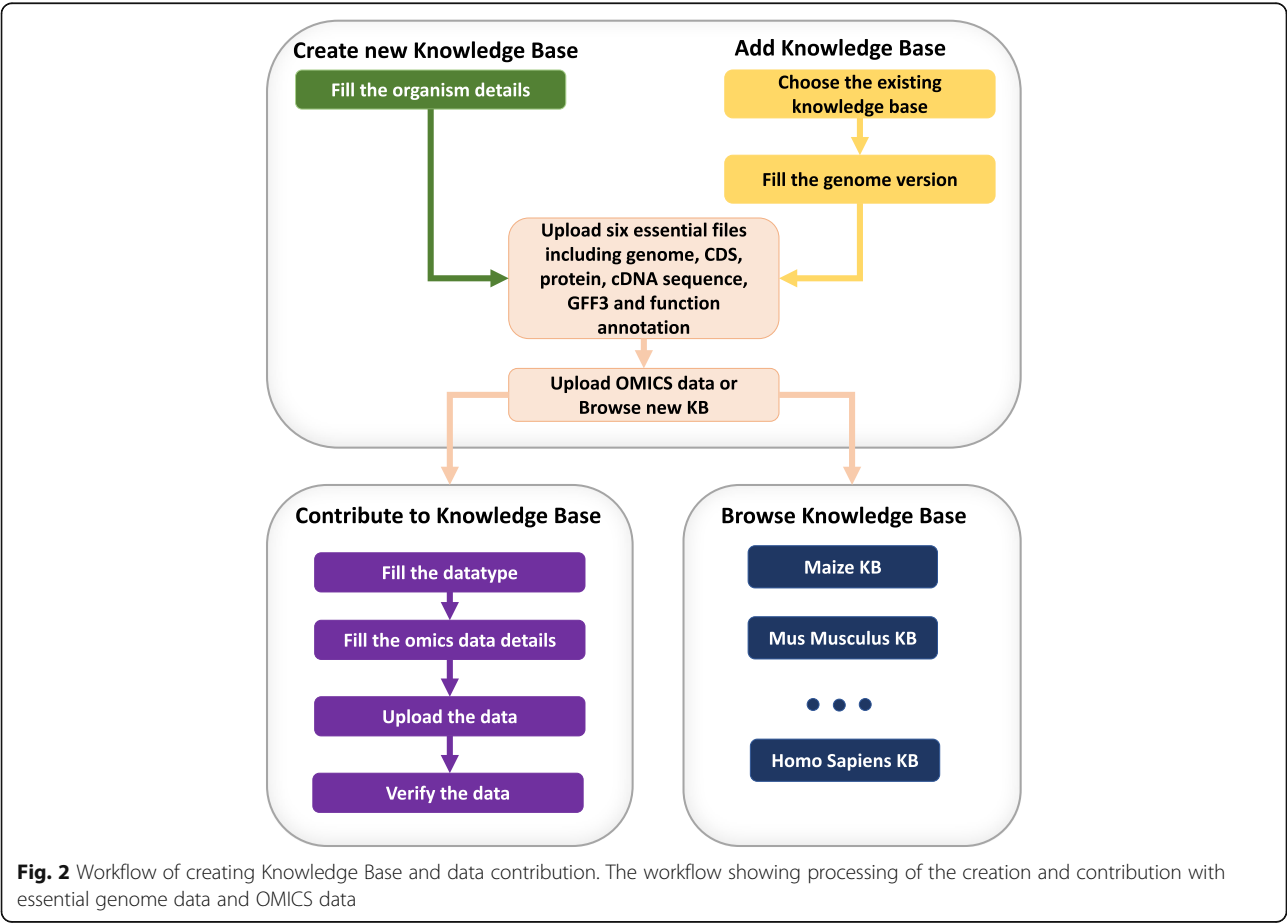 Create new Knowledge Base
Fill the organism details
Add Knowledge Base
Choose the existing
knowledge base
Fill the genome version
Upload six essential files
including genome, CDS,
protein, cDNA sequence,
GFF3 and function
annotation
Upload OMICS data or
Browse new KB
Contribute to Knowledge Base
Fill the datatype
Fill the omics data details
Upload the data
Verify the data
Browse Knowledge Base
Maize KB
Mus Musculus KB
Homo Sapiens KB
Fig. 2 Workflow of creating Knowledge Base and data contribution. The workflow showing processing of the creation and contribution with
essential genome data and OMICS data